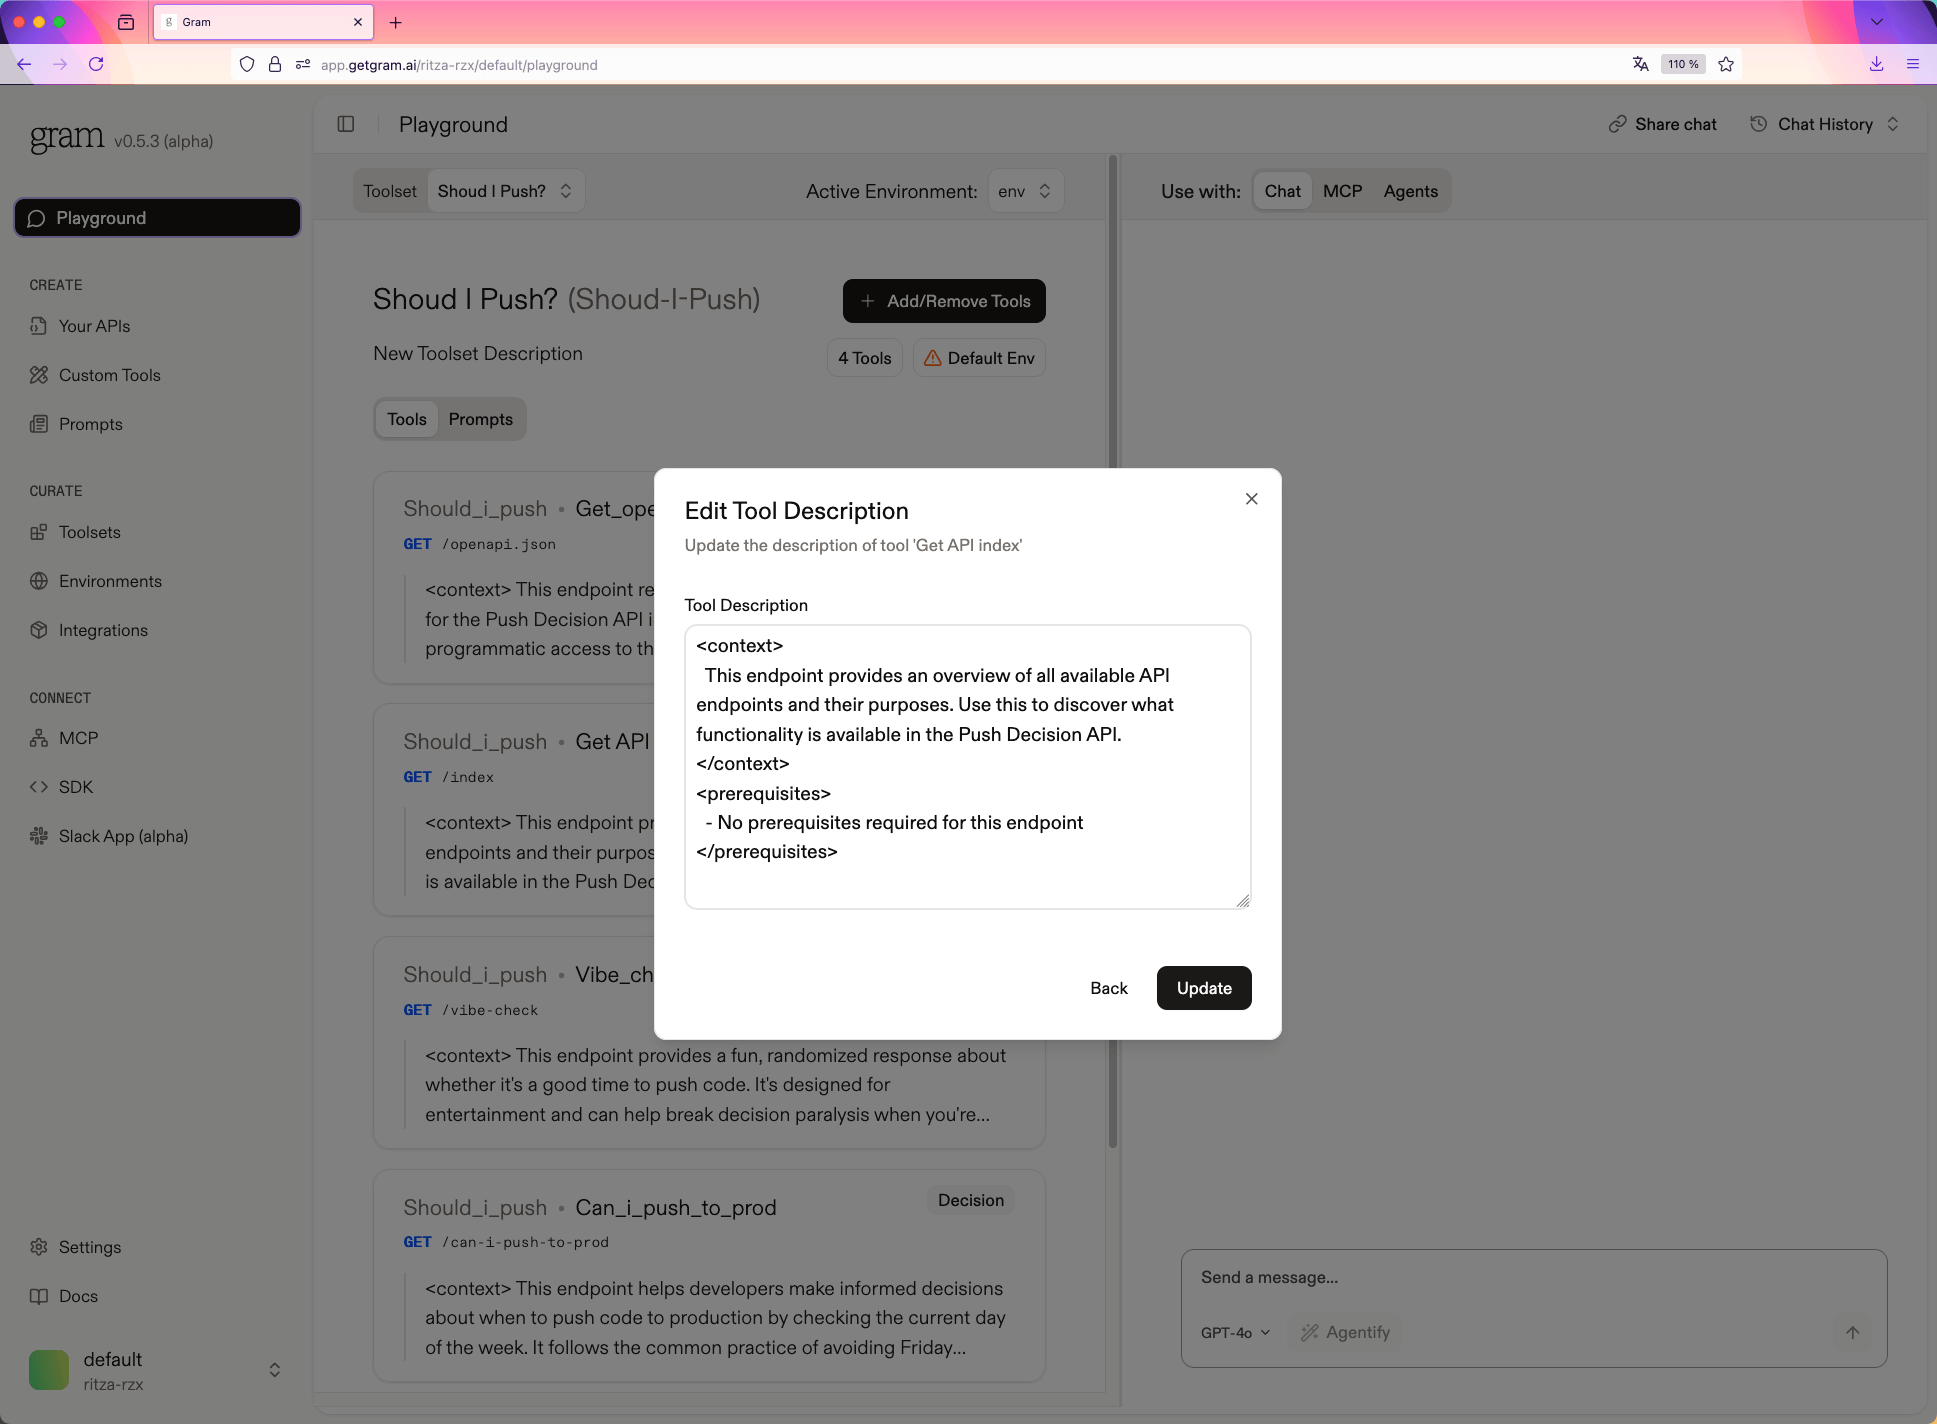 Gram
app.getgram.ai/ritza-rzx/default/playground
110 %
gram v0.5.3 (alpha)
Playground
CREATE
Your APIs
Custom Tools
Prompts
CURATE
Toolsets
Environments
Integrations
CONNECT
MCP
SDK
Slack App (alpha)
Settings
Docs
default
ritza-rzx
Playground
Share chat
Chat History
Toolset
Shoud I Push?
Active Environment:
env
Use with:
Chat
MCP
Agents
Shoud I Push? (Shoud-I-Push)
Add/Remove Tools
New Toolset Description
4 Tools
Default Env
Tools
Prompts
Should_i_push • Get_ope
GET /openapi.json
<context> This endpoint re
for the Push Decision API i
programmatic access to th
Should_i_push • Get API
GET /index
<context> This endpoint pr
endpoints and their purpos
is available in the Push Dec
Should_i_push • Vibe_ch
GET /vibe-check
<context> This endpoint provides a fun, randomized response about
whether it's a good time to push code. It's designed for
entertainment and can help break decision paralysis when you're...
Should_i_push • Can_i_push_to_prod
Decision
GET /can-i-push-to-prod
<context> This endpoint helps developers make informed decisions
about when to push code to production by checking the current day
of the week. It follows the common practice of avoiding Friday...
Edit Tool Description
Update the description of tool 'Get API index'
Tool Description
<context>
This endpoint provides an overview of all available API
endpoints and their purposes. Use this to discover what
functionality is available in the Push Decision API.
</context>
<prerequisites>
- No prerequisites required for this endpoint
</prerequisites>
Back
Update
Send a message...
GPT-4o
Agentify